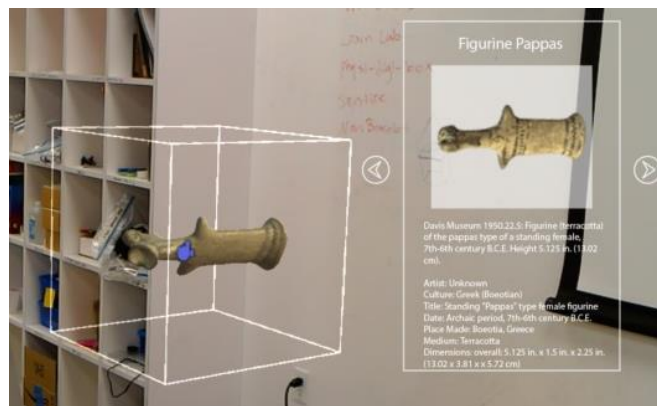 Figurine Pappas
Davis Museum 1950.22.S: Figurine (terracotta)
of the pappas type of a standing female,
7th-6th century B.C.E. Height 5.125 in. (13.02
cm).
Artist: Unknown
Culture: Greek (Boeotian)
Title: Standing "Pappas" type female figurine
Date: Archaic period, 7th-6th century B.C.E.
Place Made: Boeotia, Greece
Medium: Terracotta
Dimensions: overall: 5.125 in. x 1.5 in. x 2.25 in.
(13.02 x 3.81 x x 5.72 cm)